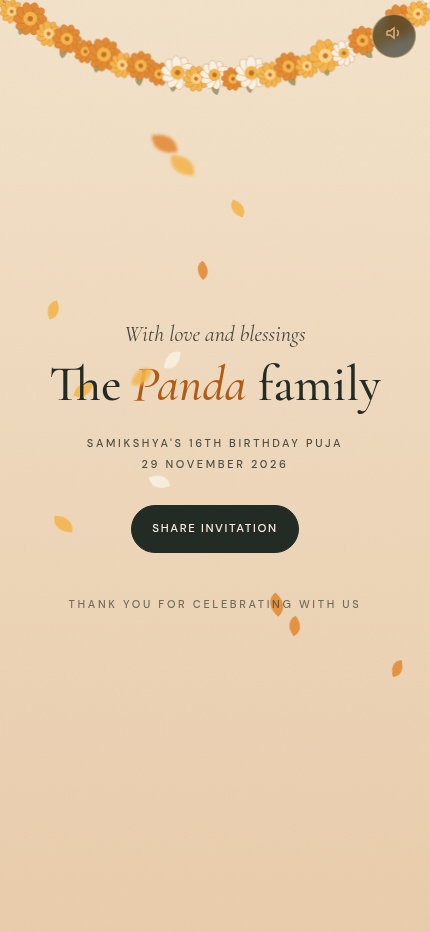 With love and blessings
The Panda family
SAMIKSHYA'S 16TH BIRTHDAY PUJA
29 NOVEMBER 2026
SHARE INVITATION
THANK YOU FOR CELEBRATING WITH US